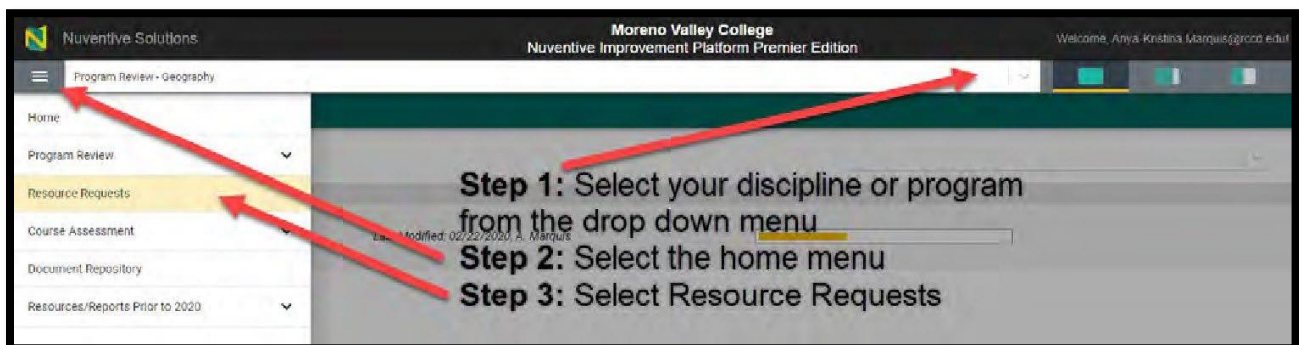 Nuventive Solutions
Moreno Valley College
Nuventive Improvement Platform Premier Edition
Welcome, Anya-Kristina.Marquis@rccd.edu!
Program Review - Geography
Home
Program Review
Resource Requests
Course Assessment
Document Repository
Resources/Reports Prior to 2020
Step 1: Select your discipline or program
from the drop down menu
Modified: 02/22/2020, A. Marquis
Step 2: Select the home menu
Step 3: Select Resource Requests